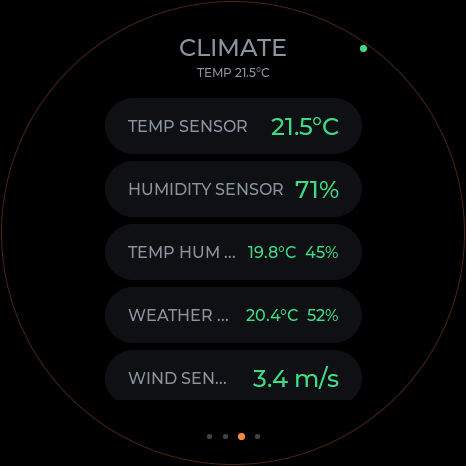 CLIMATE
TEMP 21.5°C
TEMP SENSOR 21.5°C
HUMIDITY SENSOR 71%
TEMP HUM ... 19.8°C 45%
WEATHER ... 20.4°C 52%
WIND SEN... 3.4 m/s